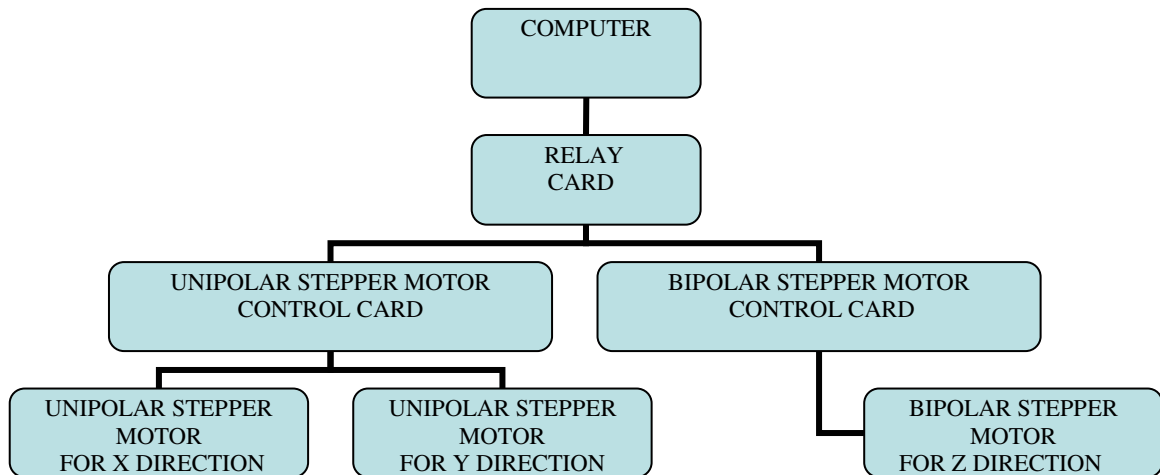 COMPUTER
RELAY
CARD
UNIPOLAR STEPPER MOTOR
CONTROL CARD
BIPOLAR STEPPER MOTOR
CONTROL CARD
UNIPOLAR STEPPER
MOTOR
FOR X DIRECTION
UNIPOLAR STEPPER
MOTOR
FOR Y DIRECTION
BIPOLAR STEPPER
MOTOR
FOR Z DIRECTION